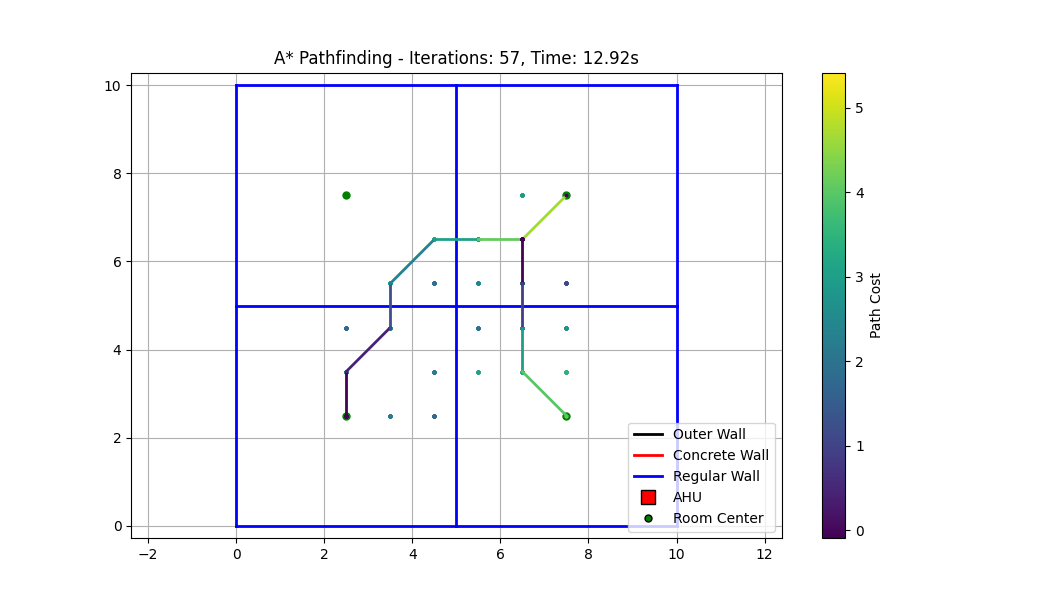 A* Pathfinding - Iterations: 57, Time: 12.92s
10
8
6
4
2
0
−2 0 2 4 6 8 10 12
Outer Wall
Concrete Wall
Regular Wall
AHU
Room Center
5
4
3
2
1
0
Path Cost